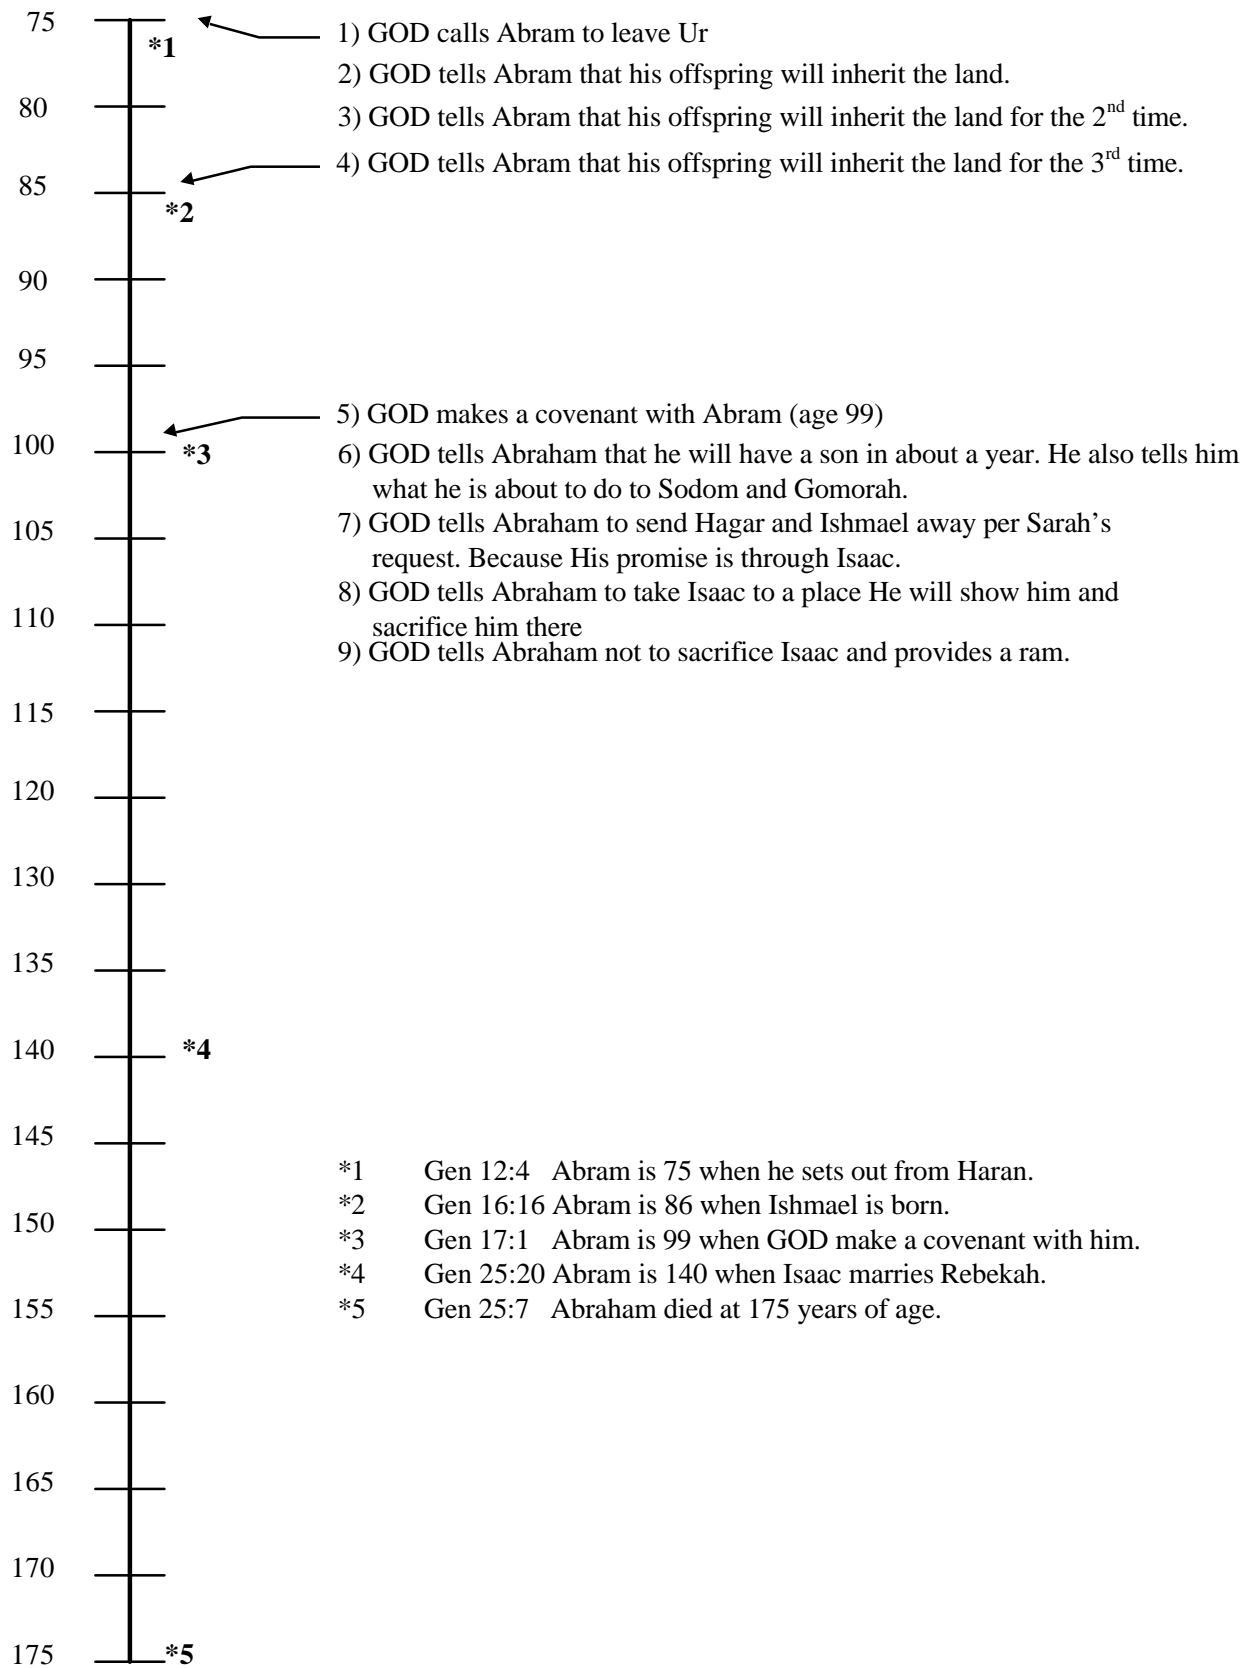 75
*1
1) GOD calls Abram to leave Ur
2) GOD tells Abram that his offspring will inherit the land.
80
3) GOD tells Abram that his offspring will inherit the land for the 2nd time.
4) GOD tells Abram that his offspring will inherit the land for the 3rd time.
85
*2
90
95
5) GOD makes a covenant with Abram (age 99)
100
*3
6) GOD tells Abraham that he will have a son in about a year. He also tells him
what he is about to do to Sodom and Gomorah.
105
7) GOD tells Abraham to send Hagar and Ishmael away per Sarah’s
request. Because His promise is through Isaac.
8) GOD tells Abraham to take Isaac to a place He will show him and
110
sacrifice him there
9) GOD tells Abraham not to sacrifice Isaac and provides a ram.
115
120
130
135
140
*4
145
*1 Gen 12:4 Abram is 75 when he sets out from Haran.
*2 Gen 16:16 Abram is 86 when Ishmael is born.
150
*3 Gen 17:1 Abram is 99 when GOD make a covenant with him.
*4 Gen 25:20 Abram is 140 when Isaac marries Rebekah.
155
*5 Gen 25:7 Abraham died at 175 years of age.
160
165
170
175
*5